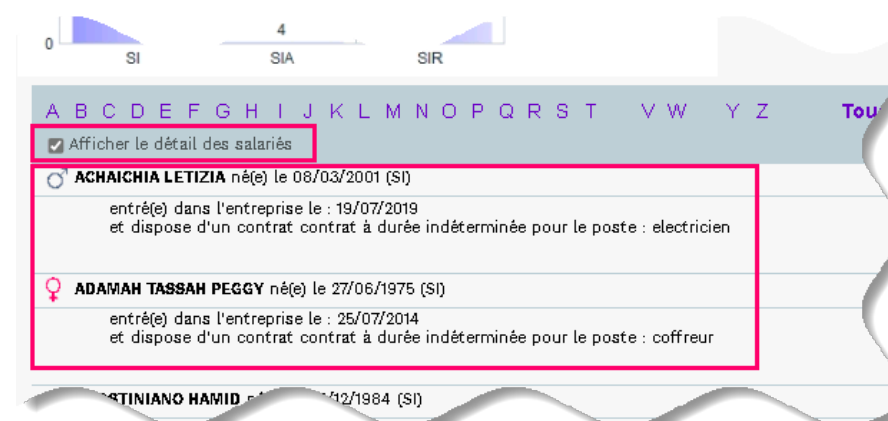 4
0
SI SIA SIR
A B C D E F G H I J K L M N O P Q R S T V W Y Z Tou
Afficher le détail des salariés
ACHAICHIA LETIZIA né(e) le 08/03/2001 (SI)
entré(e) dans l'entreprise le : 19/07/2019
et dispose d'un contrat contrat à durée indéterminée pour le poste : electricien
ADAMAH TASSAH PEGGY né(e) le 27/06/1975 (SI)
entré(e) dans l'entreprise le : 25/07/2014
et dispose d'un contrat contrat à durée indéterminée pour le poste : coffreur
STINIANO HAMID /12/1984 (SI)